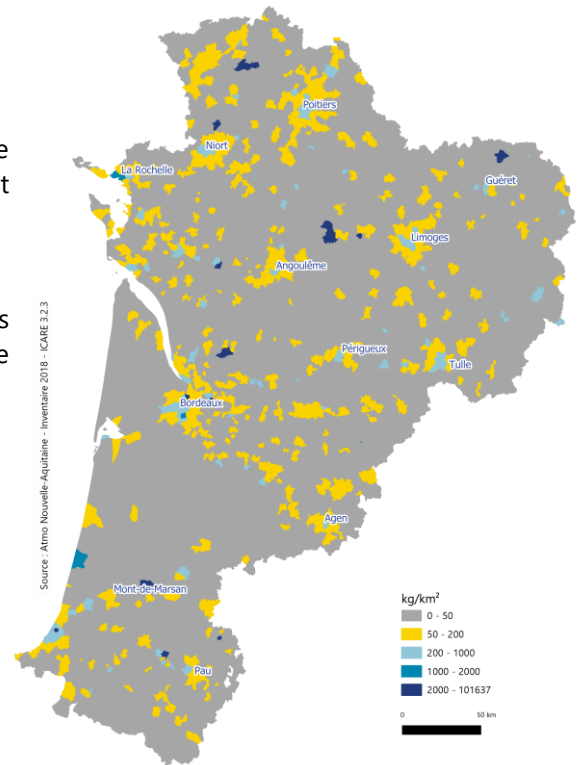 e
t
s
e
Source : Atmo Nouvelle-Aquitaine - Inventaire 2018 - ICARE 3.2.3
Poitiers
Niort
La Rochelle
Guéret
Limoges
Angoulême
Périgueux
Tulle
Bordeaux
Agen
Mont-de-Marsan
Pau
kg/km²
0 - 50
50 - 200
200 - 1000
1000 - 2000
2000 - 101637
0 50 km